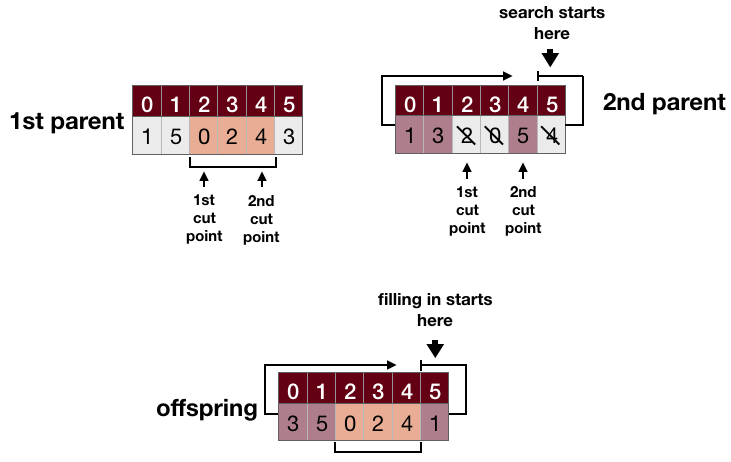 search starts
here
1st parent
0 1 2 3 4 5
1 5 0 2 4 3
1st
cut
point
2nd
cut
point
0 1 2 3 4 5
1 3 2 0 5 4
2nd parent
1st
cut
point
2nd
cut
point
filling in starts
here
offspring
0 1 2 3 4 5
3 5 0 2 4 1